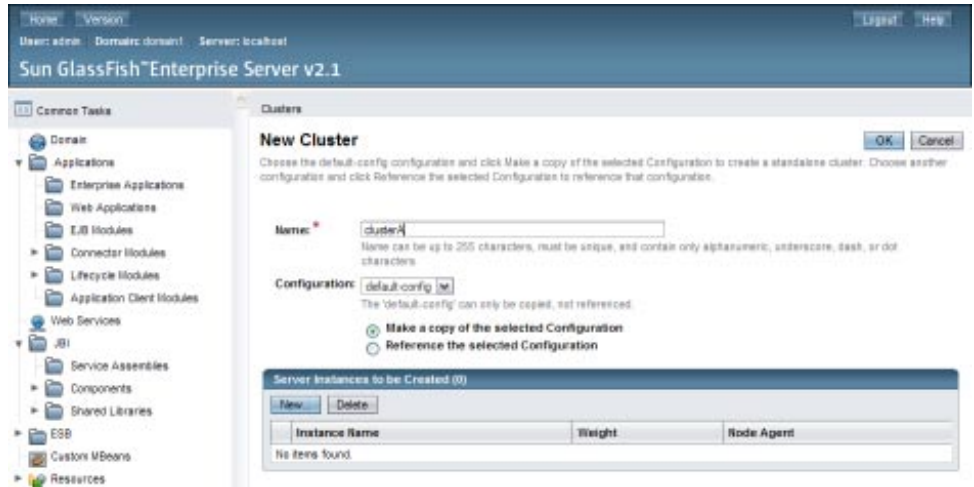 Home Version Logout Help
User: admin Domain: domain1 Server: localhost
Sun GlassFish™ Enterprise Server v2.1
Common Tasks
Domain
Applications
Enterprise Applications
Web Applications
EJB Modules
Connector Modules
Lifecycle Modules
Application Client Modules
Web Services
JBI
Service Assemblies
Components
Shared Libraries
ESB
Custom MBeans
Resources
Clusters
New Cluster
OK Cancel
Choose the default-config configuration and click Make a copy of the selected Configuration to create a standalone cluster. Choose another
configuration and click Reference the selected Configuration to reference that configuration.
Name: * clusterA
Name can be up to 255 characters, must be unique, and contain only alphanumeric, underscore, dash, or dot
characters
Configuration: default-config
The 'default-config' can only be copied, not referenced.
Make a copy of the selected Configuration
Reference the selected Configuration
Server Instances to be Created (0)
New... Delete
Instance Name Weight Node Agent
No items found.